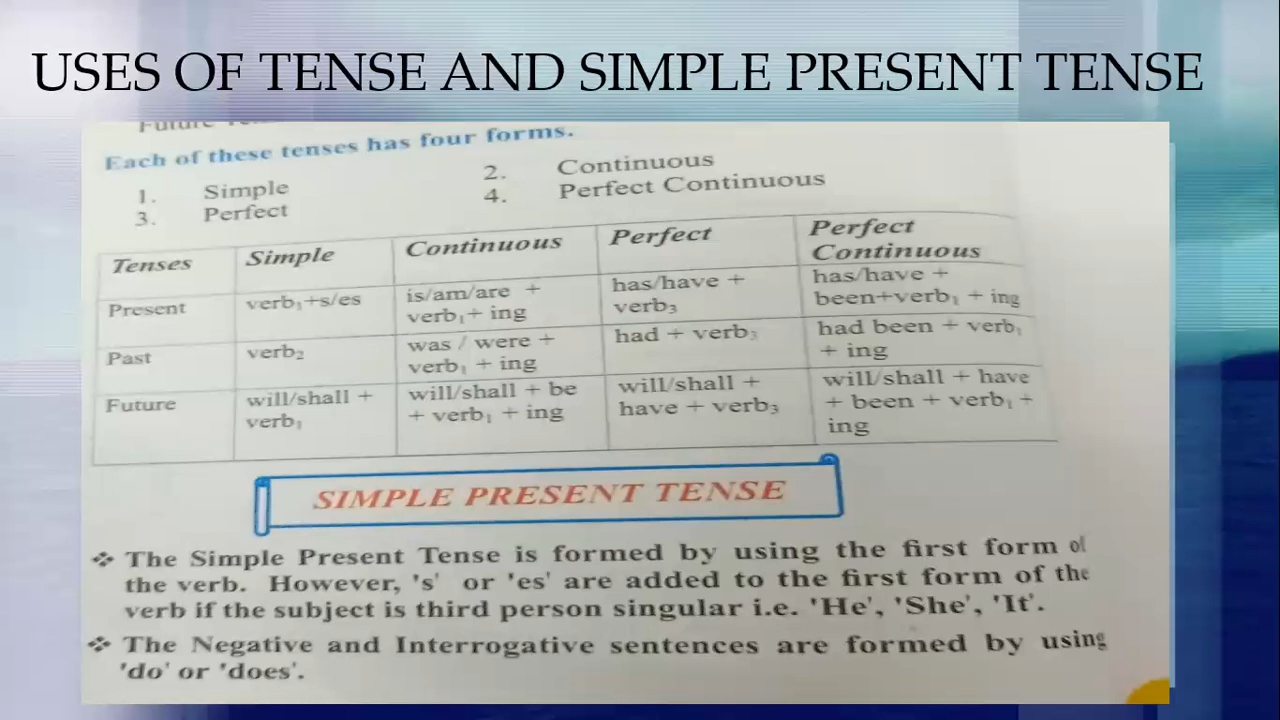 USES OF TENSE AND SIMPLE PRESENT TENSE
Future
Each of these tenses has four forms.
1. Simple 2. Continuous
3. Perfect 4. Perfect Continuous
Tenses Simple Continuous Perfect Perfect Continuous
Present verb₁+s/es is/am/are + verb₁+ ing has/have + verb₃ has/have + been+verb₁ + ing
Past verb₂ was / were + verb₁ + ing had + verb₃ had been + verb₁ + ing
Future will/shall + verb₁ will/shall + be + verb₁ + ing will/shall + have + verb₃ will/shall + have + been + verb₁ + ing
SIMPLE PRESENT TENSE
❖ The Simple Present Tense is formed by using the first form of
the verb. However, 's' or 'es' are added to the first form of the
verb if the subject is third person singular i.e. 'He', 'She', 'It'.
❖ The Negative and Interrogative sentences are formed by using
'do' or 'does'.